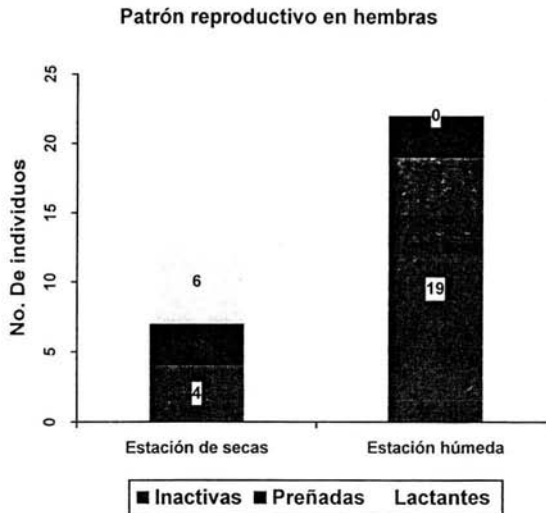 Patrón reproductivo en hembras
No. De individuos
25
20
15
10
5
0
6
4
0
19
Estación de secas
Estación húmeda
Inactivas Preñadas Lactantes